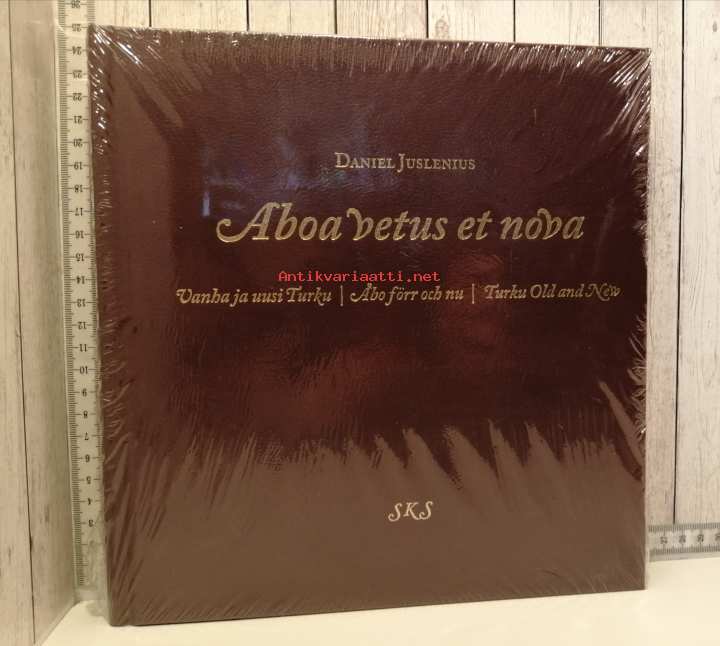 DANIEL JUSLENIUS
Aboa vetus et nova
Antikvariaatti.net
Vanha ja uusi Turku | Åbo förr och nu | Turku Old and New
SKS